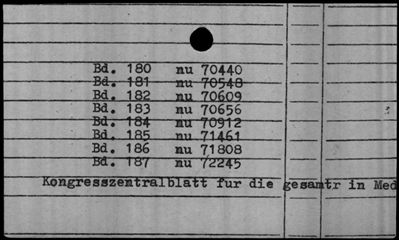 Bd. 180 nu 70440
Bd. 181 nu 70548
Bd. 182 nu 70609
Bd. 183 nu 70656
Bd. 184 nu 70912
Bd. 185 nu 71461
Bd. 186 nu 71808
Bd. 187 nu 72245
Kongresszentralblatt fur die gesamtr in Med